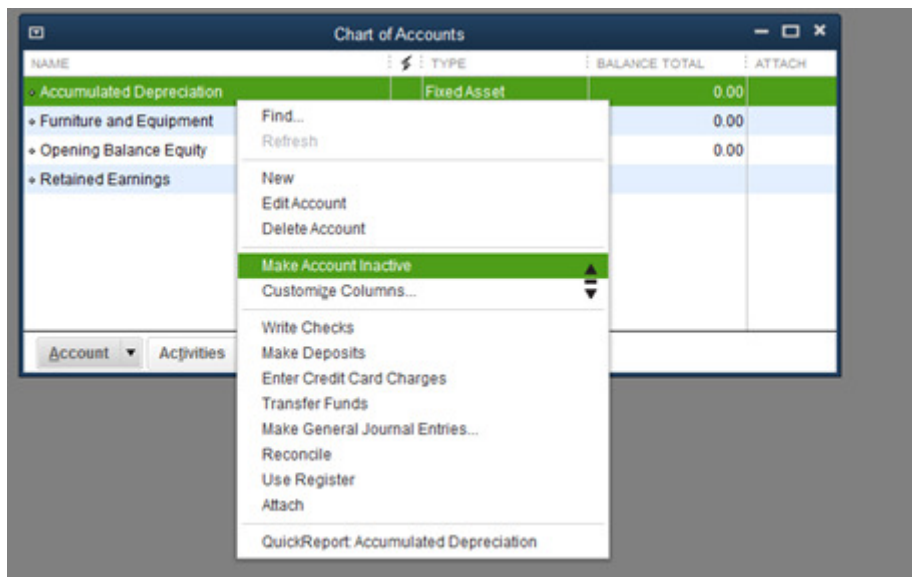 Chart of Accounts
NAME TYPE BALANCE TOTAL ATTACH
Accumulated Depreciation Fixed Asset 0.00
Furniture and Equipment 0.00
Opening Balance Equity 0.00
Retained Earnings
Find...
Refresh
New
Edit Account
Delete Account
Make Account Inactive
Customize Columns...
Write Checks
Make Deposits
Enter Credit Card Charges
Transfer Funds
Make General Journal Entries...
Reconcile
Use Register
Attach
QuickReport: Accumulated Depreciation
Account Activities